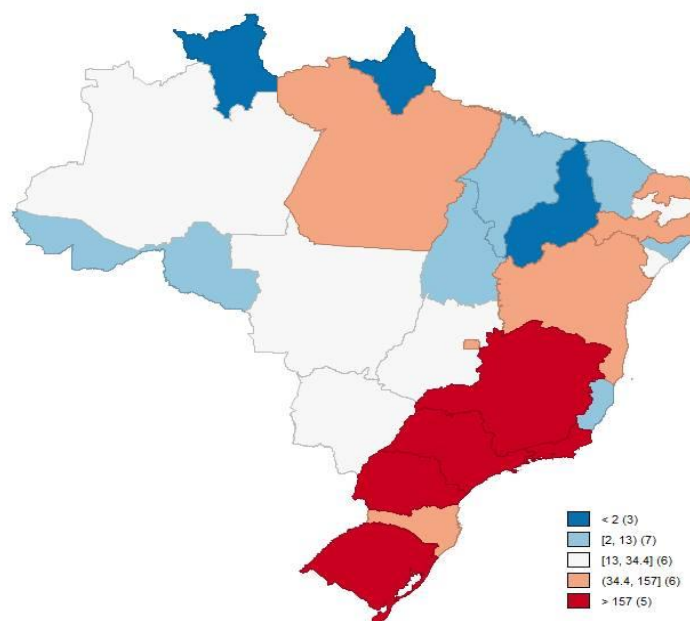 < 2 (3)
[2, 13) (7)
[13, 34.4] (6)
(34.4, 157] (6)
> 157 (5)